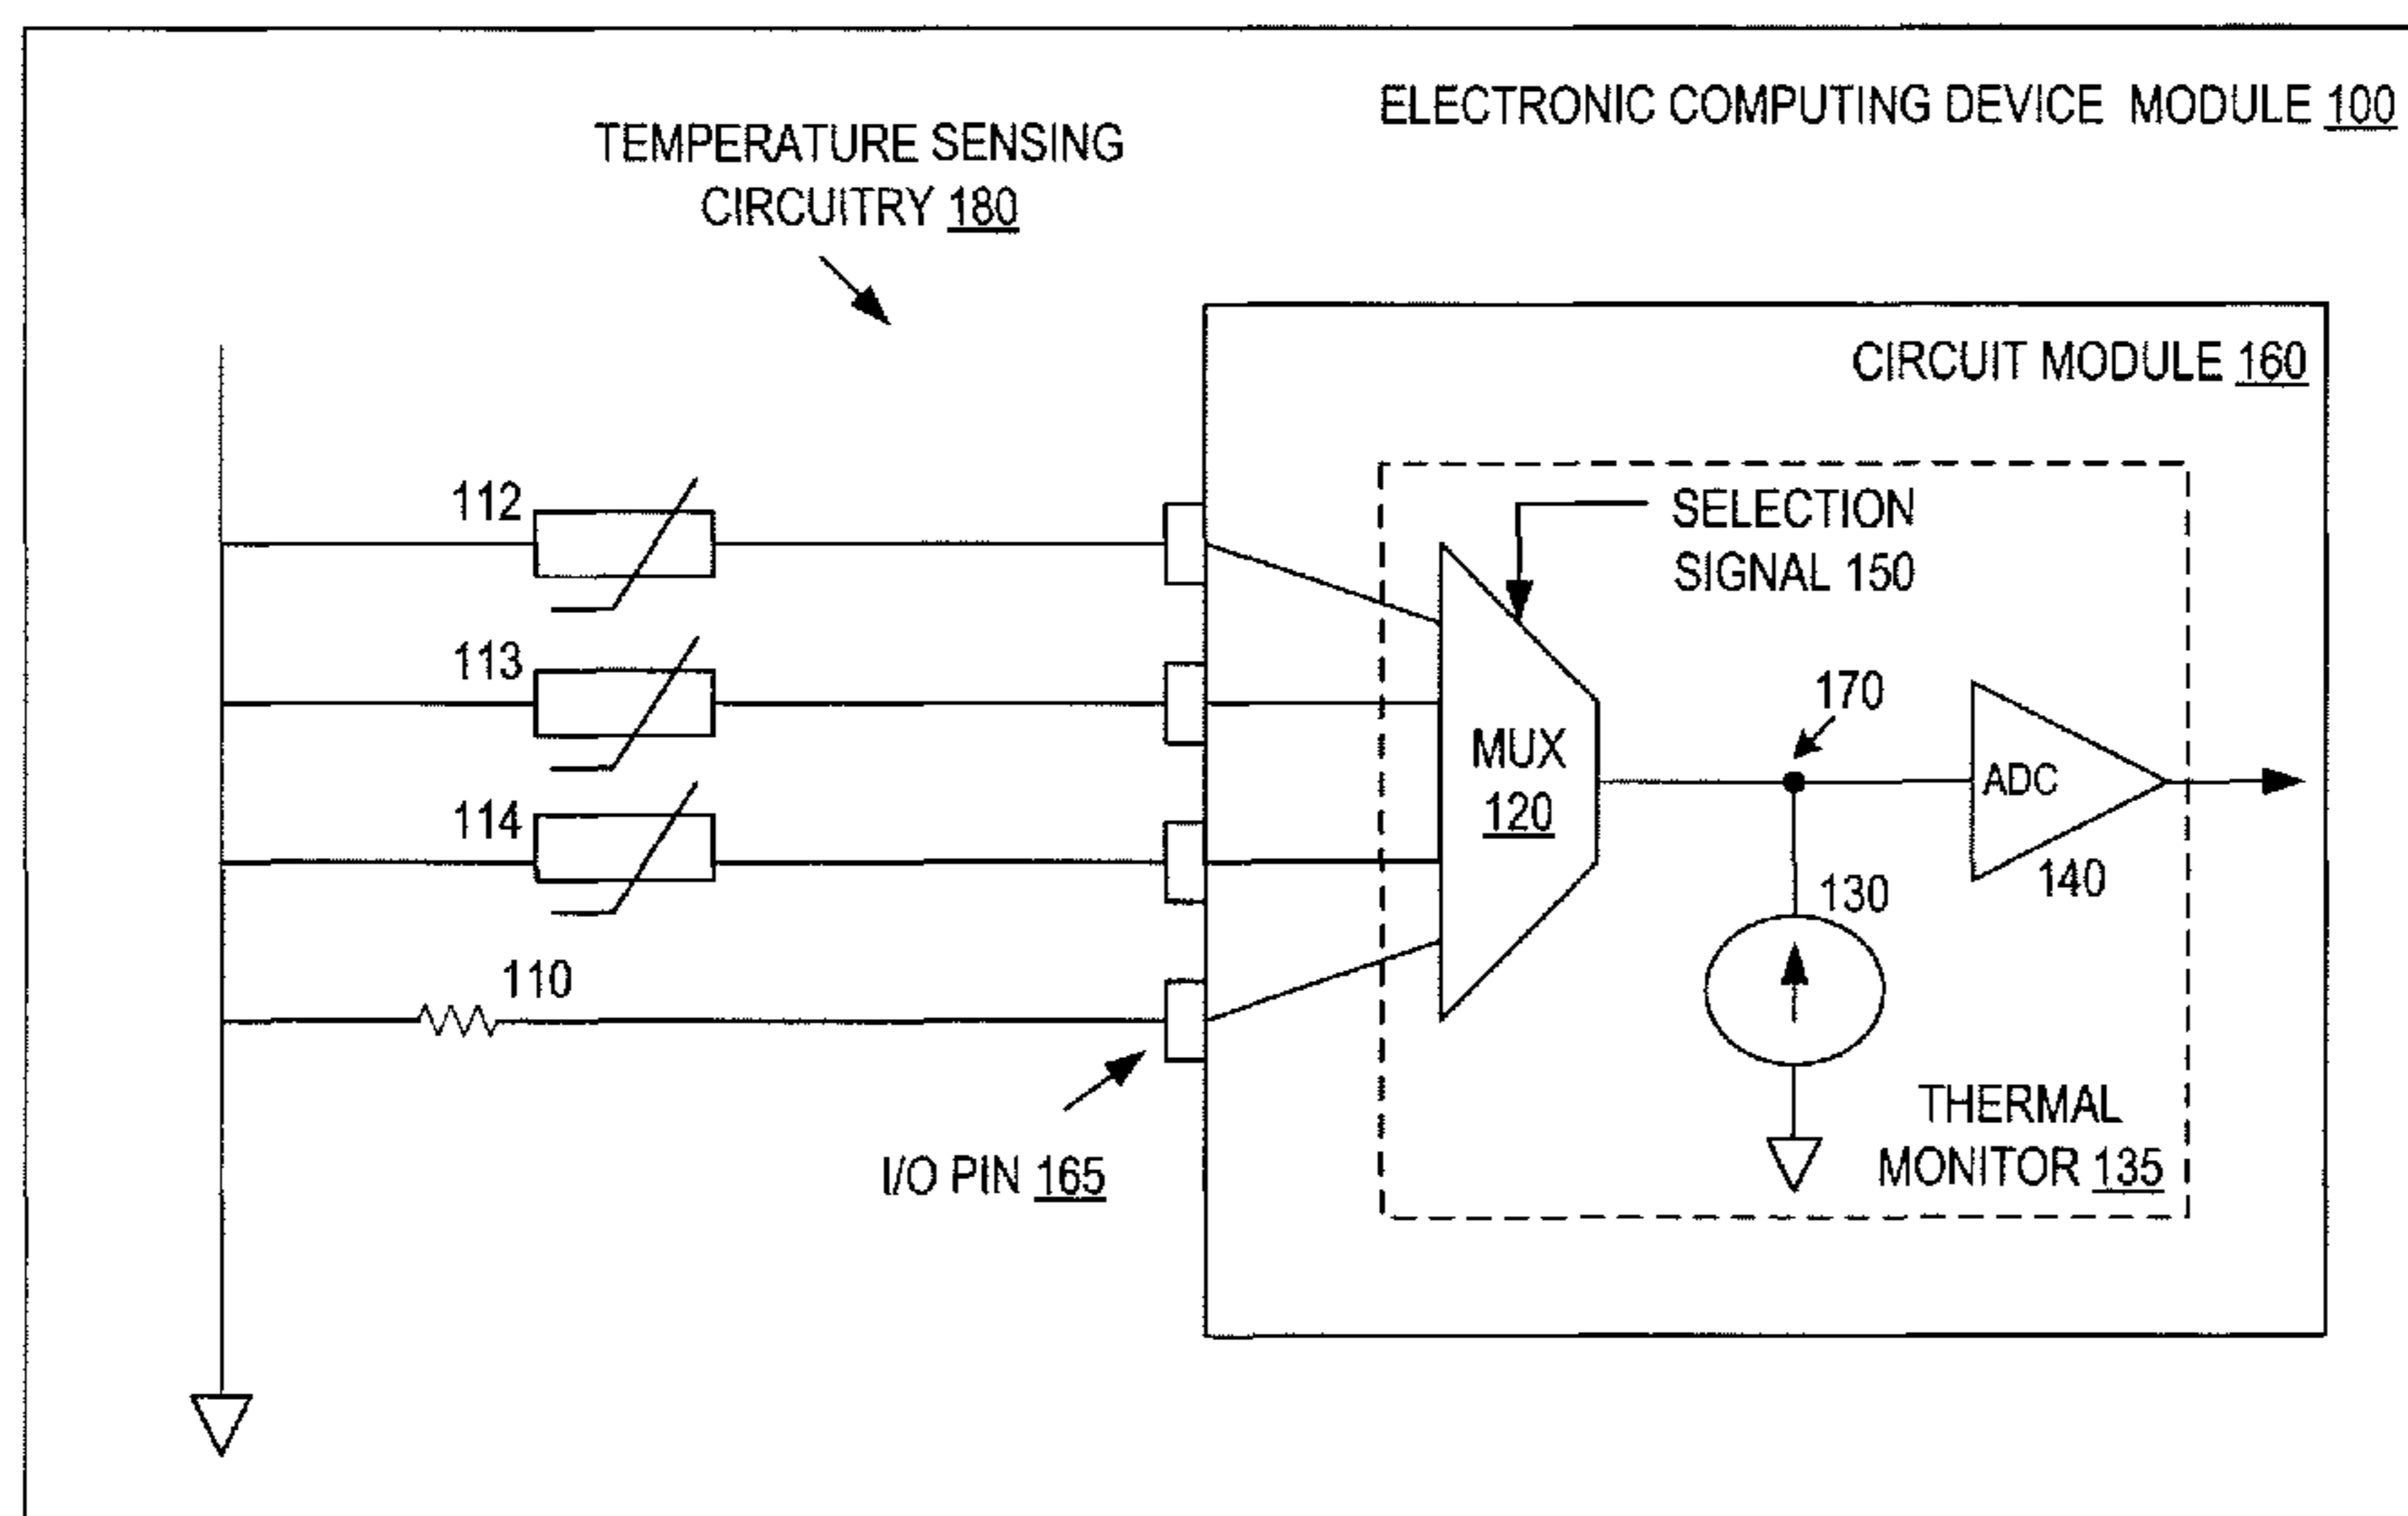 ELECTRONIC COMPUTING DEVICE MODULE 100
TEMPERATURE SENSING
CIRCUITRY 180
CIRCUIT MODULE 160
112
SELECTION
SIGNAL 150
113
170
MUX
120
ADC
114
140
130
110
THERMAL
MONITOR 135
I/O PIN 165